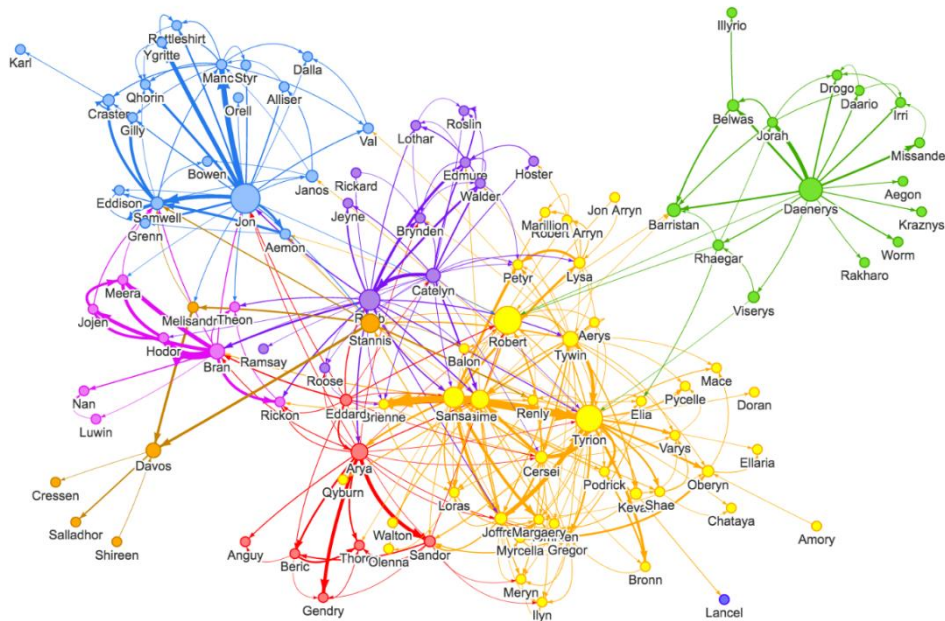 Illyrio
Rattleshirt
Ygritte
Karl
Styr
Dalla
Drogo
Daario
Qhorin
Alliser
Irri
Craster
Orell
Gilly
Roslin
Belwas
Lothar
Jorah
Val
Missande
Edmure
Hoster
Bowen
Rickard
Walder
Janos
Aegon
Eddison
Daenerys
Jeyne
Jon Arryn
Samwell
Jon
Marillion
Kraznys
Grenn
Brynden
Robert Arryn
Barristan
Aemon
Worm
Rhaegar
Petyr
Lysa
Rakharo
Catelyn
Meera
Viserys
Melisandr
Theon
Jojen
Stannis
Robert
Aerys
Hodor
Tywin
Bran
Ramsay
Balon
Mace
Roose
Pycelle
Nan
Doran
Rickon
Eddard
Brienne
Sansa
Renly
Elia
Luwin
Tyrion
Varys
Davos
Arya
Cersei
Ellaria
Podrick
Oberyn
Cressen
Qyburn
Shae
Loras
Salladhor
Chataya
Walton
Joffre
Margaery
Amory
Shireen
Anguy
Olenna
Sandor
Myrcella
Gregor
Beric
Bronn
Meryn
Gendry
Ilyn
Lancel